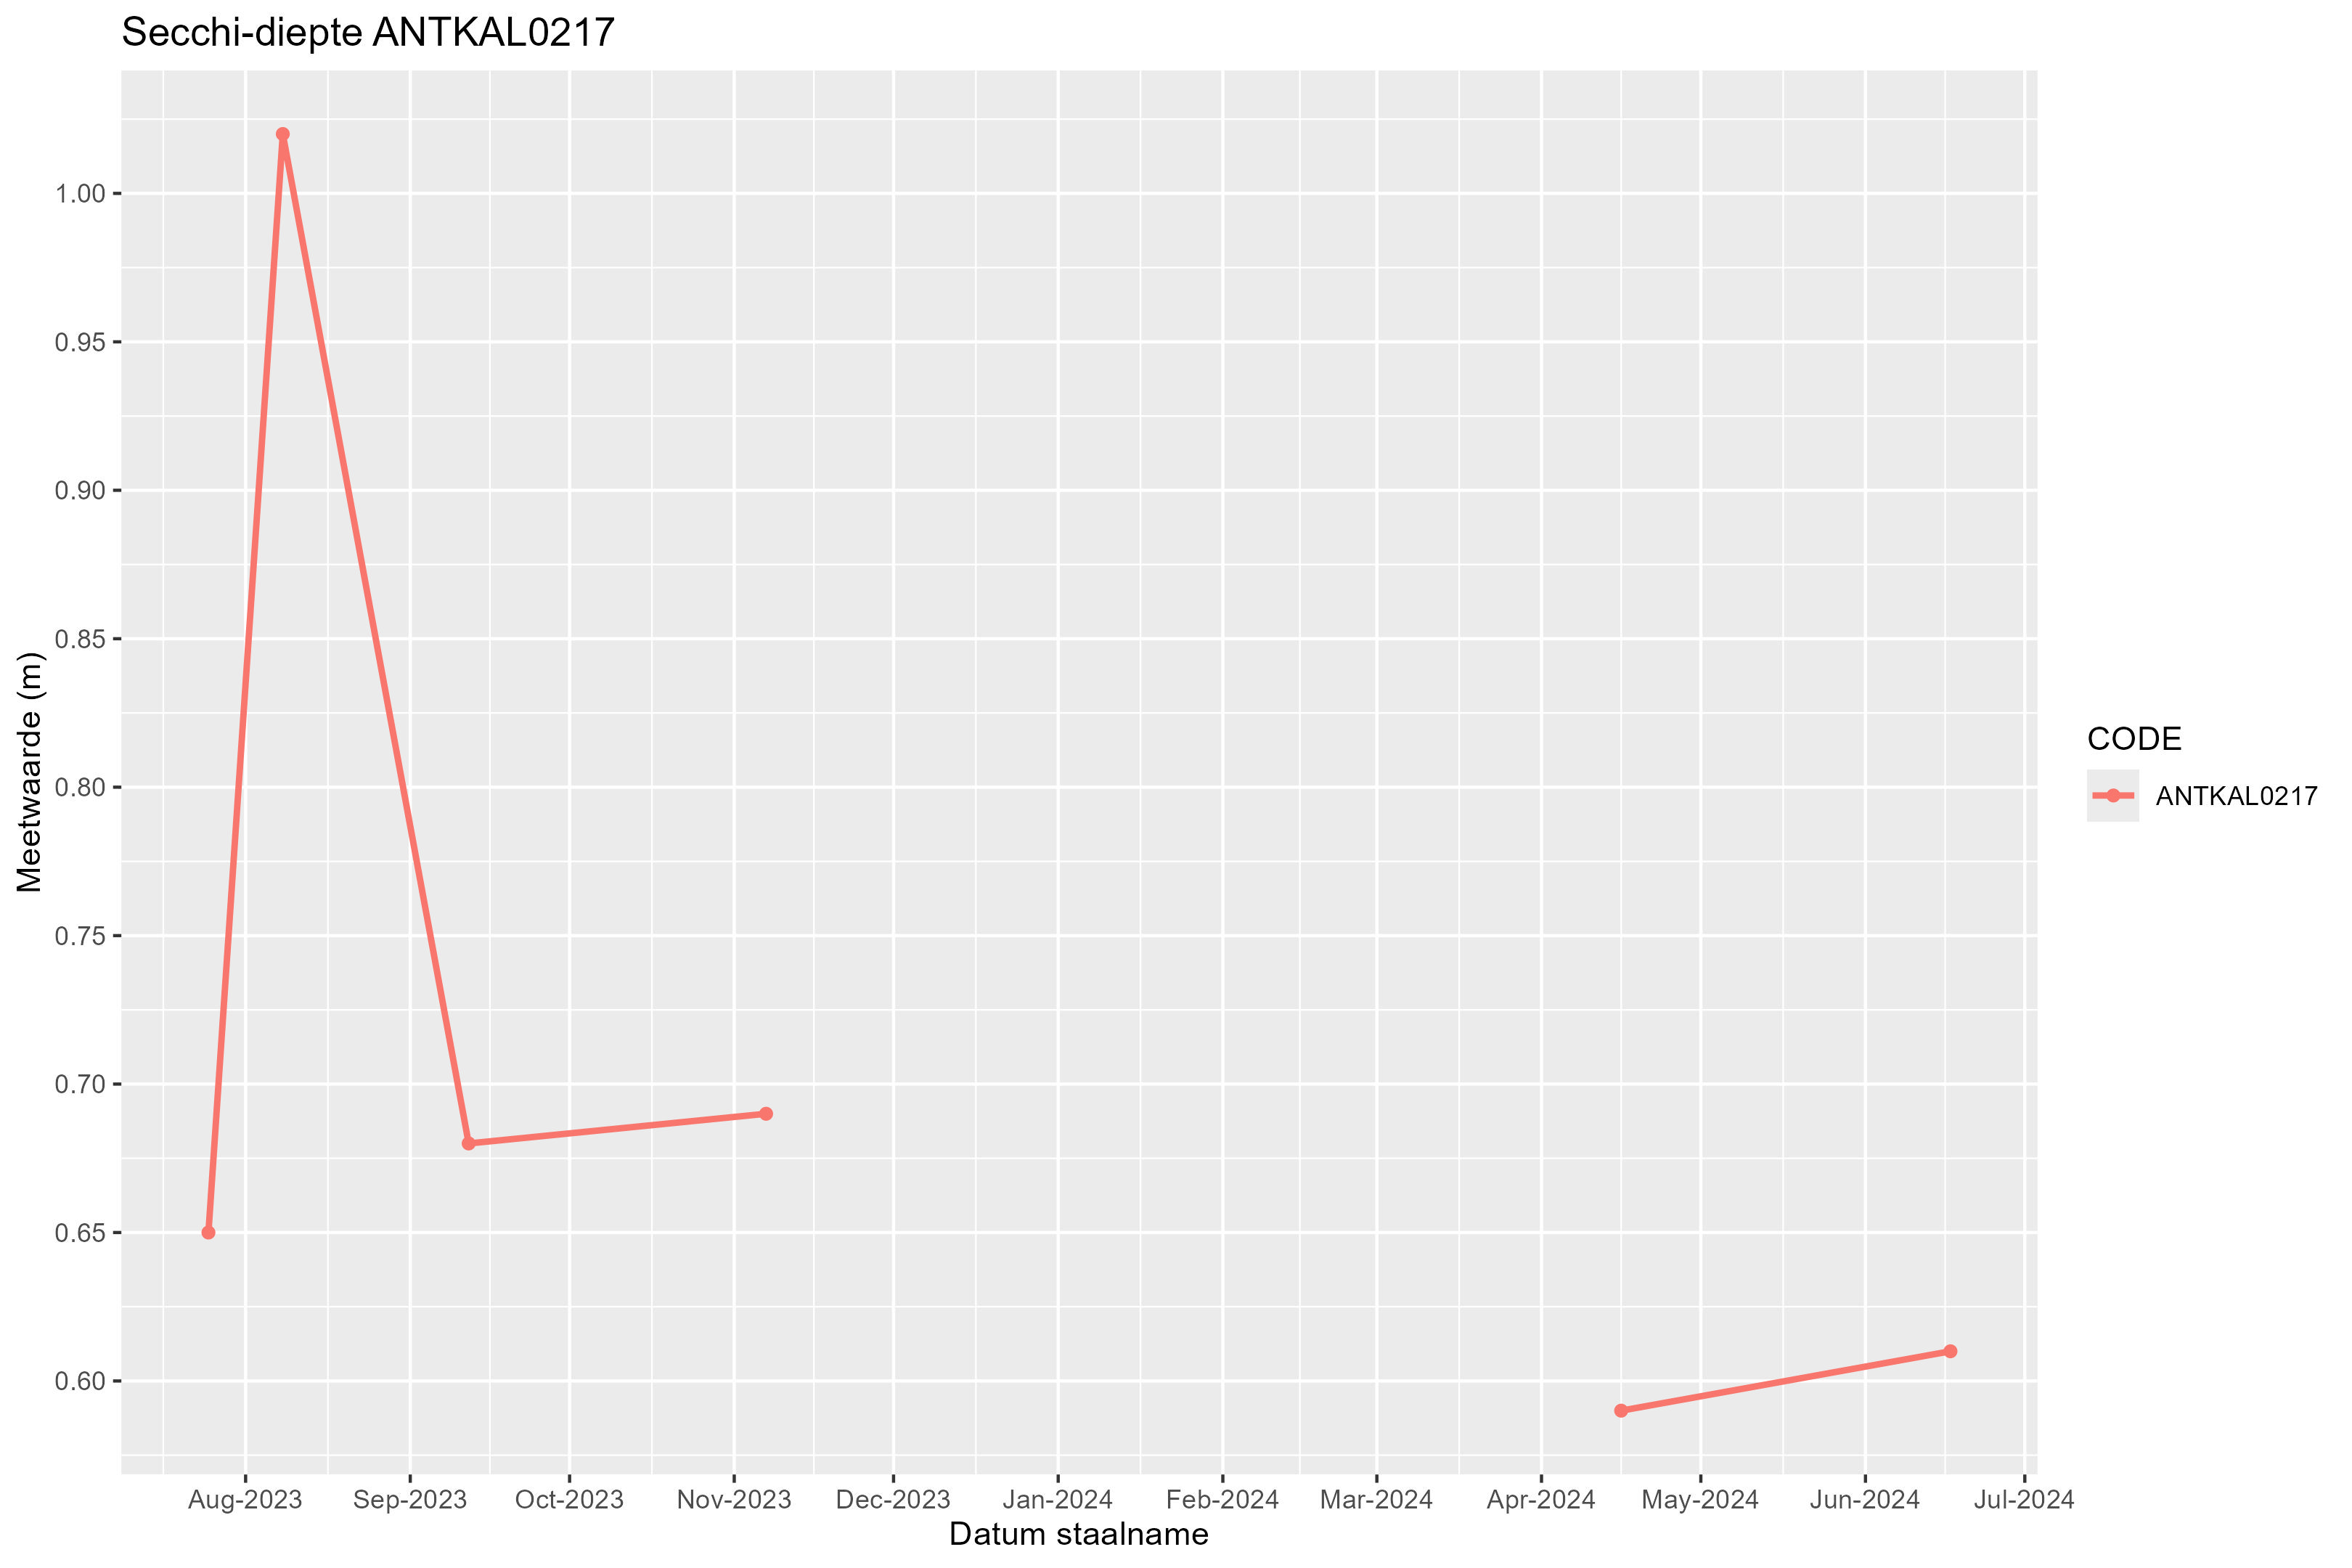 Secchi-diepte ANTKAL0217
Meetwaarde (m)
1.00
0.95
0.90
0.85
0.80
0.75
0.70
0.65
0.60
Aug-2023 Sep-2023 Oct-2023 Nov-2023 Dec-2023 Jan-2024 Feb-2024 Mar-2024 Apr-2024 May-2024 Jun-2024 Jul-2024
Datum staalname
CODE
ANTKAL0217